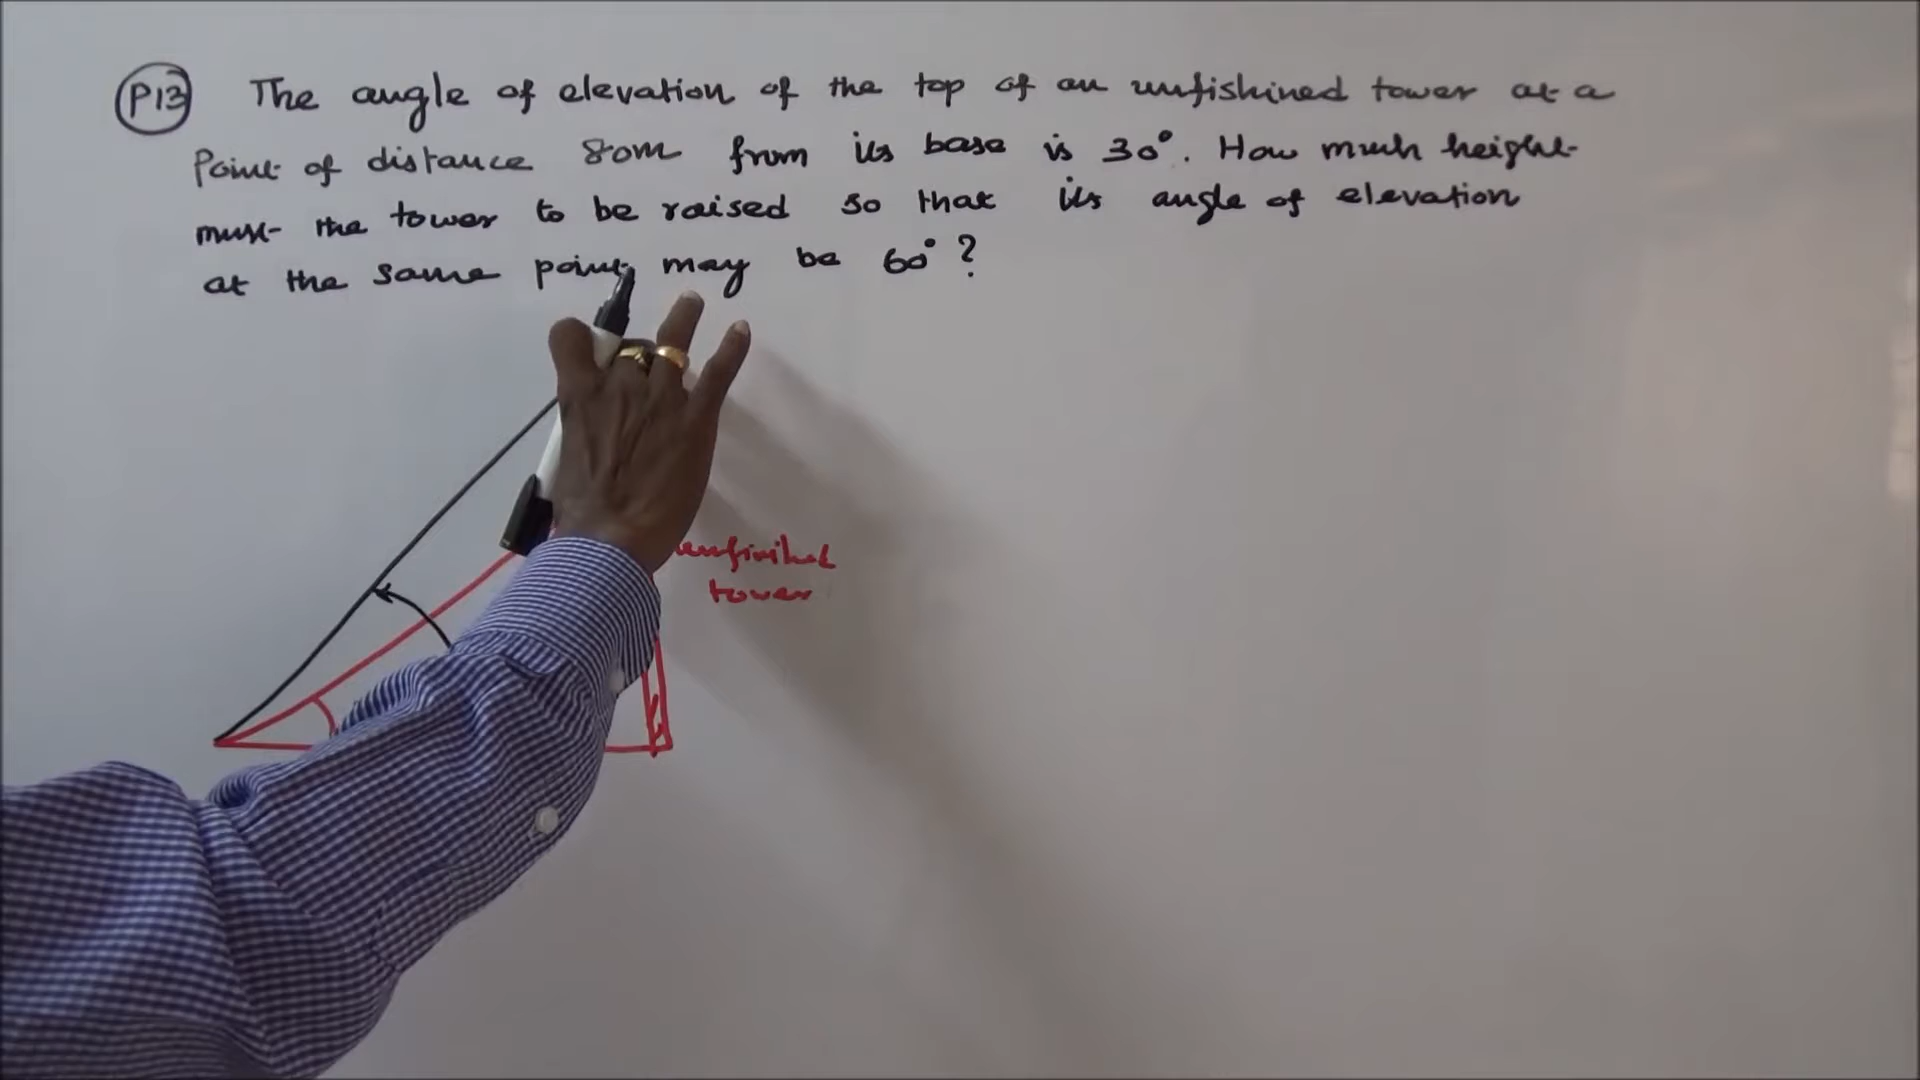 P13 The angle of elevation of the top of an unfishined tower at a
Point of distance 80m from its base is 30°. How much height
must the tower to be raised so that its angle of elevation
at the same point may be 60°?
unfinished
tower